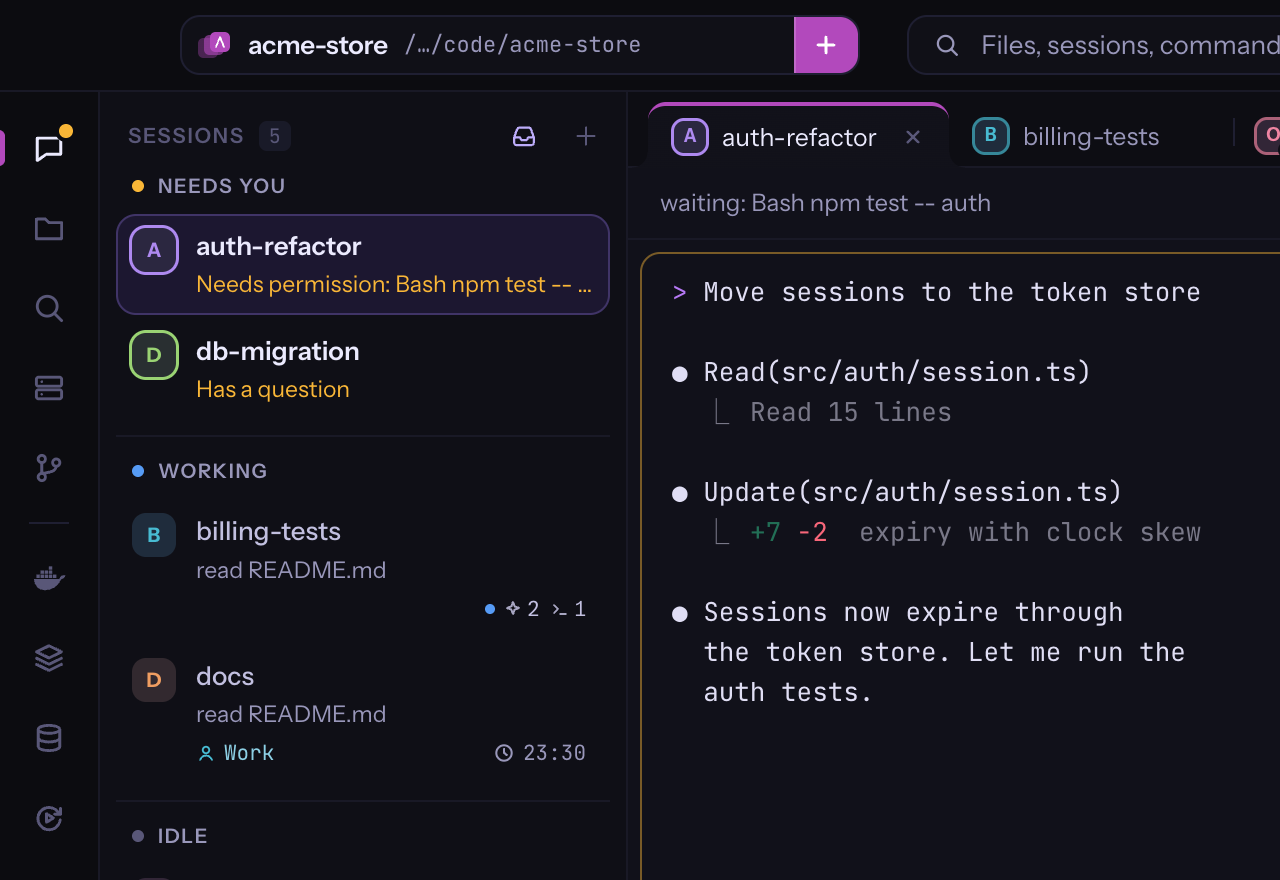 acme-store /…/code/acme-store +
Files, sessions, command
SESSIONS 5
NEEDS YOU
A auth-refactor
Needs permission: Bash npm test -- …
D db-migration
Has a question
WORKING
B billing-tests
read README.md
2 1
D docs
read README.md
Work 23:30
IDLE
A auth-refactor × B billing-tests O
waiting: Bash npm test -- auth
> Move sessions to the token store
● Read(src/auth/session.ts)
⎿ Read 15 lines
● Update(src/auth/session.ts)
⎿ +7 -2 expiry with clock skew
● Sessions now expire through
the token store. Let me run the
auth tests.